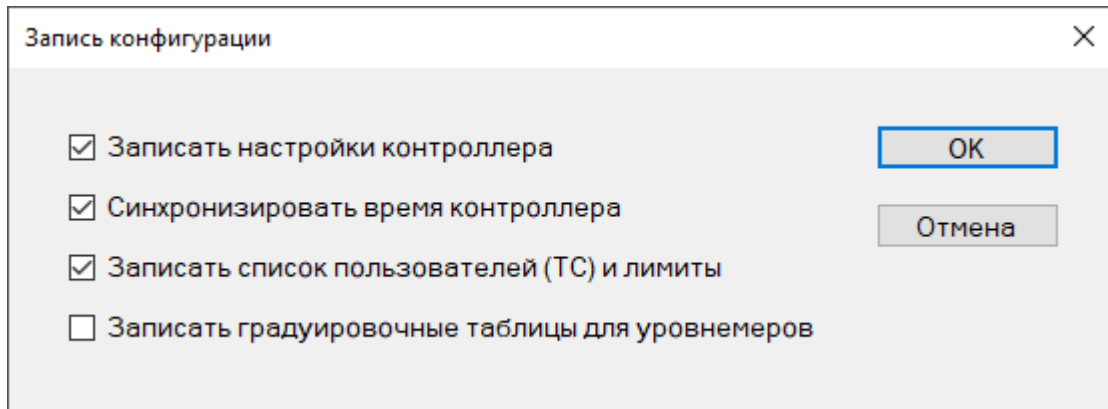 Запись конфигурации
Записать настройки контроллера
OK
Синхронизировать время контроллера
Отмена
Записать список пользователей (ТС) и лимиты
Записать градуировочные таблицы для уровнемеров